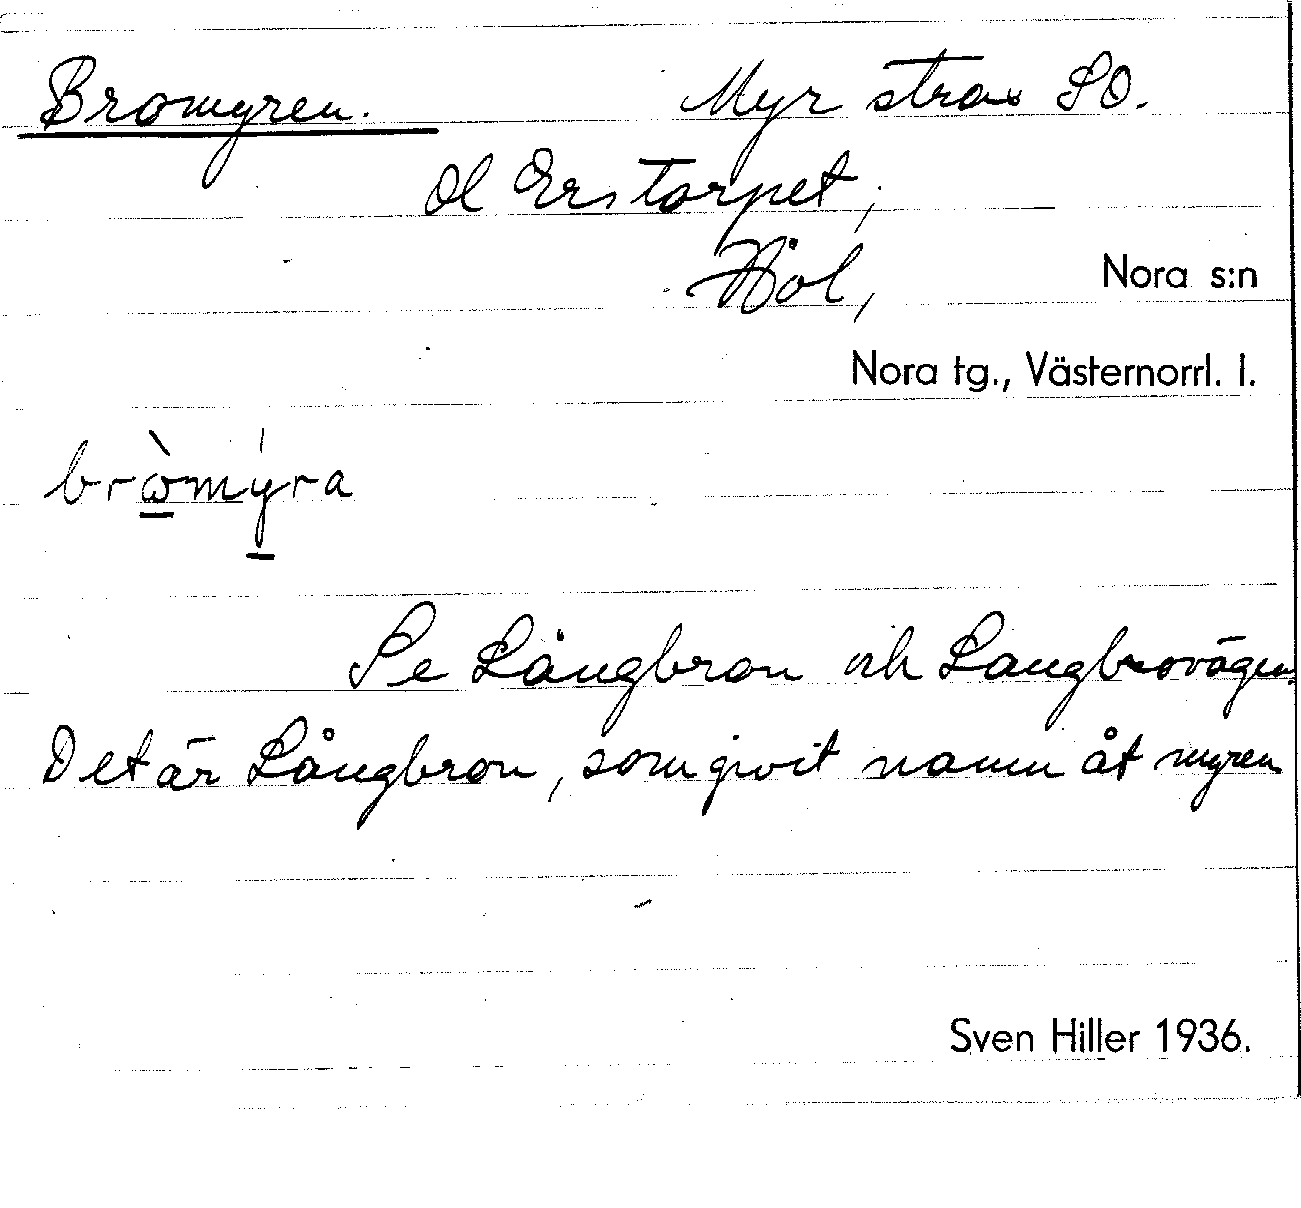 Bromyren. Myr strax SO.
Ol Erstorpet,
Höl, Nora s:n
Nora tg., Västernorrl. l.
bròmýra
Se Långbron och Långbrovägen.
Det är Långbron, som givit namn åt myren
Sven Hiller 1936.